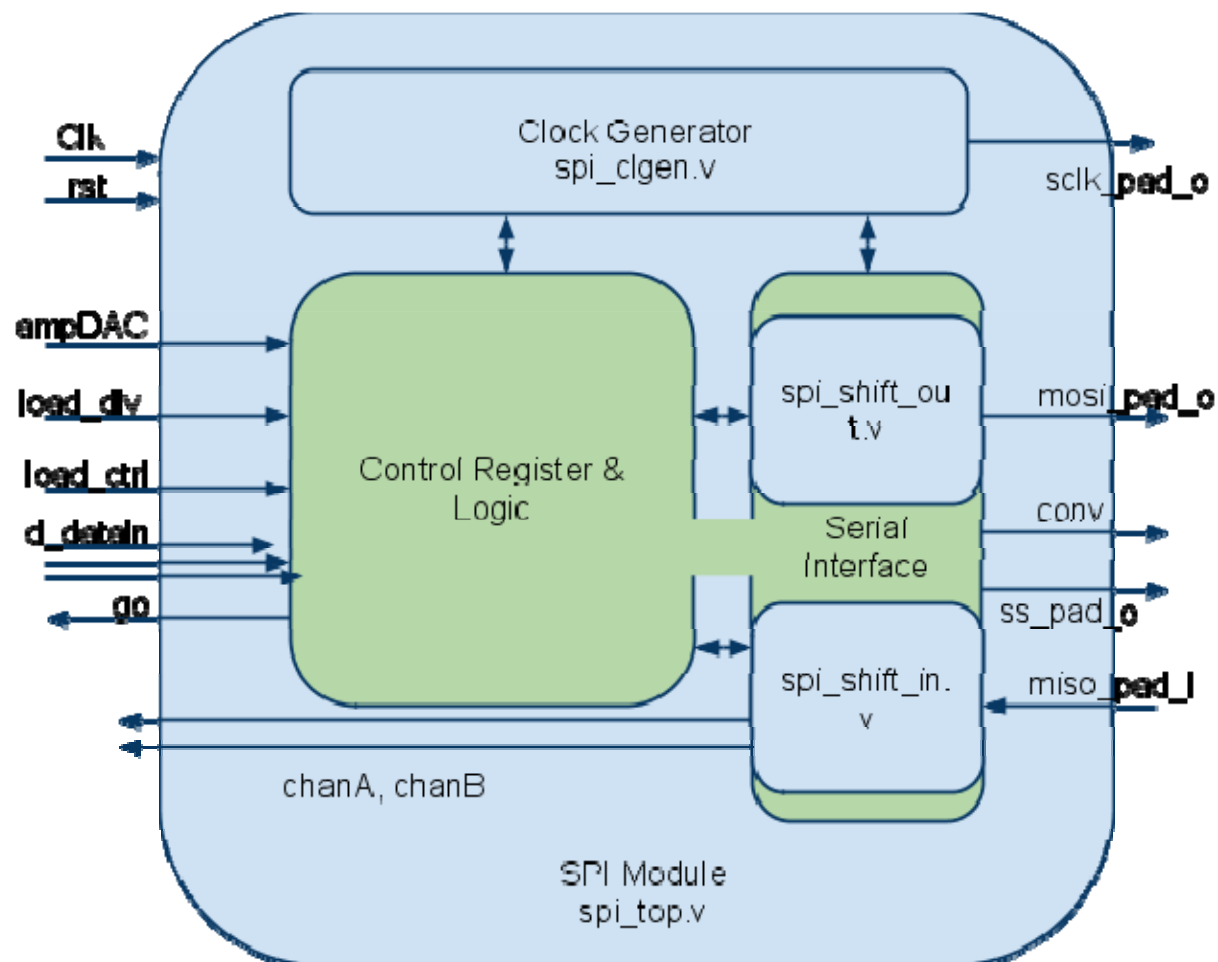 Clock Generator
spi_clgen.v
Clk
rst
sclk_pad_o
ampDAC
load_div
load_ctrl
d_datain
go
Control Register &
Logic
spi_shift_ou
t.v
Serial
Interface
spi_shift_in.
v
mosi_pad_o
conv
ss_pad_o
miso_pad_i
chanA, chanB
SPI Module
spi_top.v